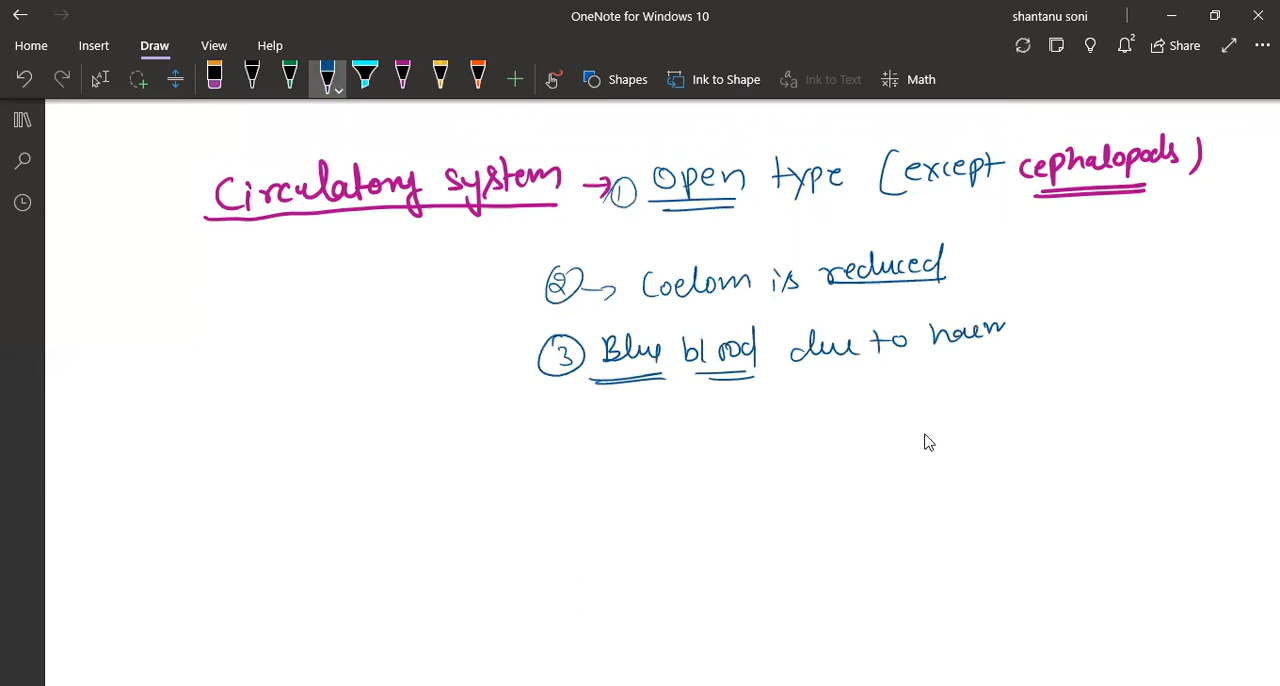 OneNote for Windows 10
shantanu soni
Home Insert Draw View Help
2
Share
Shapes Ink to Shape Ink to Text Math
Circulatory system → ① open type (except cephalopods)
② → Coelom is reduced
③ Blue blood due to